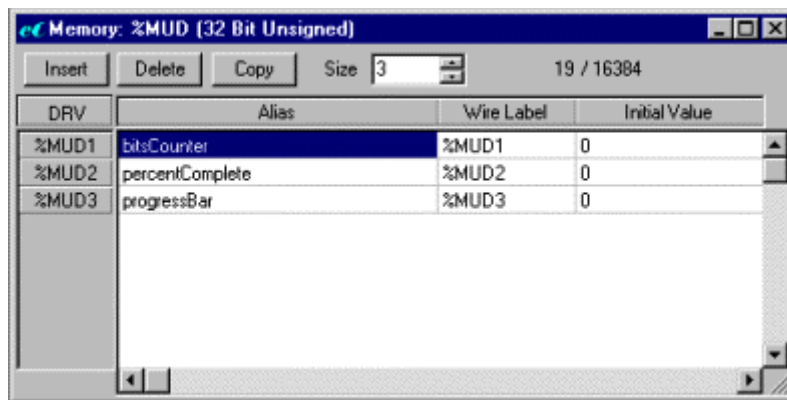 eC Memory: %MUD (32 Bit Unsigned)
Insert Delete Copy Size 3 19 / 16384
DRV Alias Wire Label Initial Value
%MUD1 bitsCounter %MUD1 0
%MUD2 percentComplete %MUD2 0
%MUD3 progressBar %MUD3 0